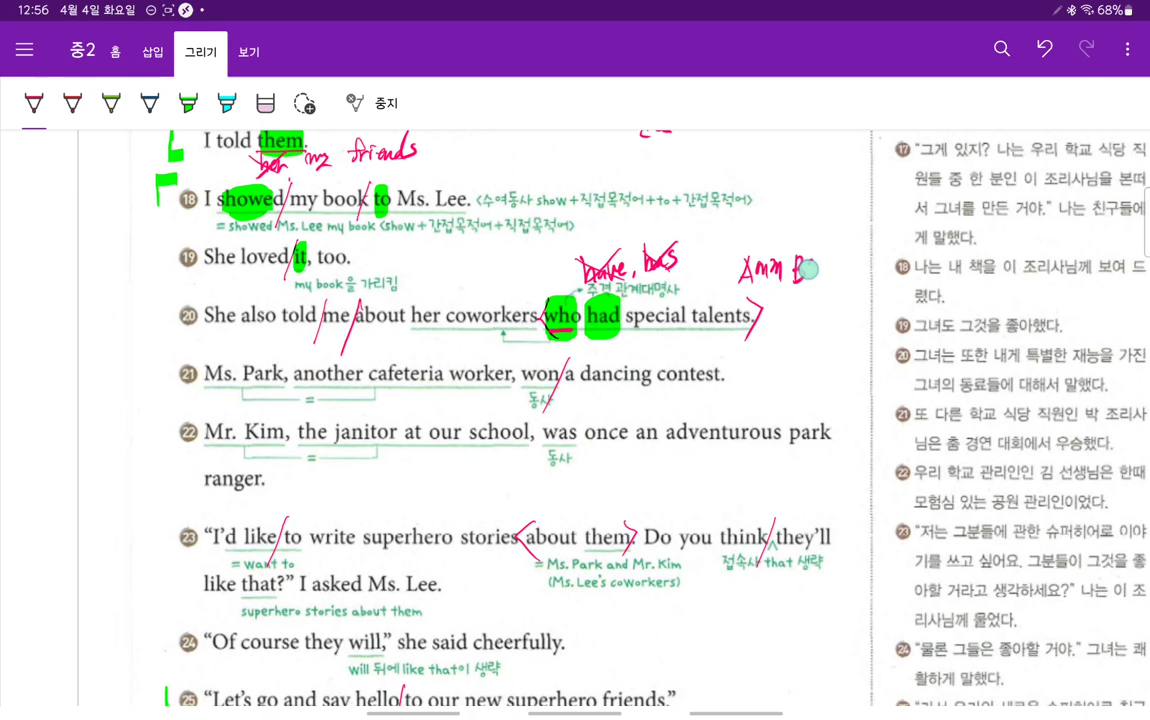 12:56 4월 4일 화요일 68%
중2 홈 삽입 그리기 보기
중지
I told them.
her my friends
⑱ I showed my book to Ms. Lee. <수여동사 show+직접목적어+to+간접목적어>
= showed Ms. Lee my book <show+간접목적어+직접목적어>
⑲ She loved it, too.
my book을 가리킴
have, has
Ann B
주격 관계대명사
⑳ She also told me about her coworkers who had special talents.
㉑ Ms. Park, another cafeteria worker, won a dancing contest.
= 동사
㉒ Mr. Kim, the janitor at our school, was once an adventurous park
= 동사
ranger.
㉓ “I’d like to write superhero stories about them. Do you think they’ll
= want to = Ms. Park and Mr. Kim 접속사 that 생략
(Ms. Lee's coworkers)
like that?” I asked Ms. Lee.
superhero stories about them
㉔ “Of course they will,” she said cheerfully.
will 뒤에 like that이 생략
㉕ “Let’s go and say hello to our new superhero friends.”
⑰ “그게 있지? 나는 우리 학교 식당 직
원들 중 한 분인 이 조리사님을 본떠
서 그녀를 만든 거야.” 나는 친구들에
게 말했다.
⑱ 나는 내 책을 이 조리사님께 보여 드
렸다.
⑲ 그녀도 그것을 좋아했다.
⑳ 그녀는 또한 내게 특별한 재능을 가진
그녀의 동료들에 대해서 말했다.
㉑ 또 다른 학교 식당 직원인 박 조리사
님은 춤 경연 대회에서 우승했다.
㉒ 우리 학교 관리인인 김 선생님은 한때
모험심 있는 공원 관리인이었다.
㉓ “저는 그분들에 관한 슈퍼히어로 이야
기를 쓰고 싶어요. 그분들이 그것을 좋
아할 거라고 생각하세요?” 나는 이 조
리사님께 물었다.
㉔ “물론 그들은 좋아할 거야.” 그녀는 쾌
활하게 말했다.